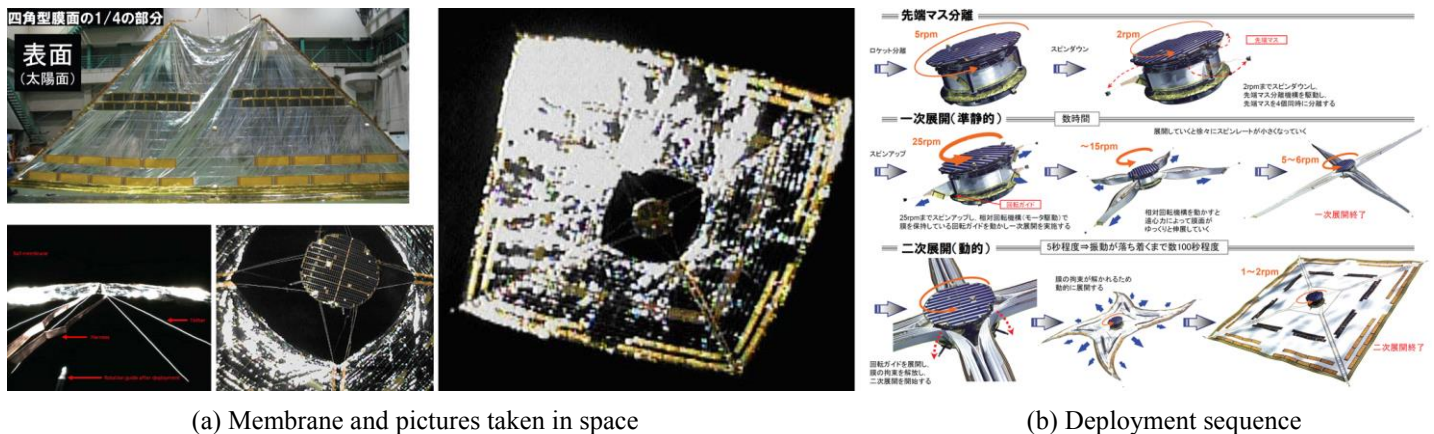 四角型膜面の1/4の部分
表面
(太陽面)
Sail membrane
Tether
Harness
Rotation guide after deployment
(a) Membrane and pictures taken in space
先端マス分離
5rpm
ロケット分離
スピンダウン
2rpm
先端マス
2rpmまでスピンダウンし、
先端マス分離機構を駆動し、
先端マスを4個同時に分離する
一次展開(準静的)
数時間
展開していくと徐々にスピンレートが小さくなっていく
25rpm
スピンアップ
～15rpm
5～6rpm
回転ガイド
25rpmまでスピンアップし、相対回転機構(モータ駆動)で
膜を保持している回転ガイドを動かし一次展開を実施する
相対回転機構を動かすと
遠心力によって膜面が
ゆっくりと伸展していく
一次展開終了
二次展開(動的)
5秒程度⇒振動が落ち着くまで数100秒程度
膜の拘束が解かれるため
動的に展開する
1～2rpm
回転ガイドを展開し、
膜の拘束を解放し、
二次展開を開始する
二次展開終了
(b) Deployment sequence